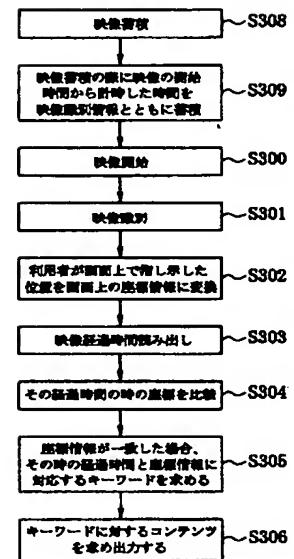 映像蓄積
S308
映像蓄積の際に映像の開始
時間から計時した時間を
映像識別情報とともに蓄積
S309
映像開始
S300
映像識別
S301
利用者が画面上で指し示した
位置を画面上の座標情報に変換
S302
映像経過時間読み出し
S303
その経過時間の時の座標を比較
S304
座標情報が一致した場合、
その時の経過時間と座標情報に
対応するキーワードを求める
S305
キーワードに対するコンテンツ
を求め出力する
S306